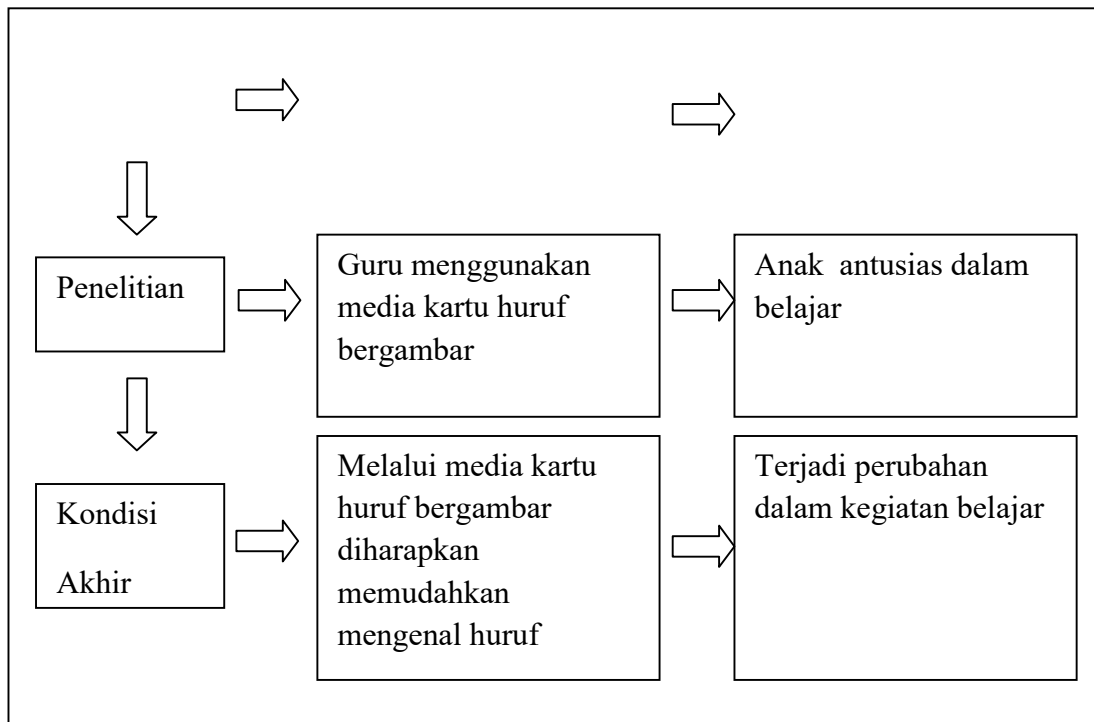 Penelitian
Guru menggunakan
media kartu huruf
bergambar
Anak antusias dalam
belajar
Kondisi
Akhir
Melalui media kartu
huruf bergambar
diharapkan
memudahkan
mengenal huruf
Terjadi perubahan
dalam kegiatan belajar